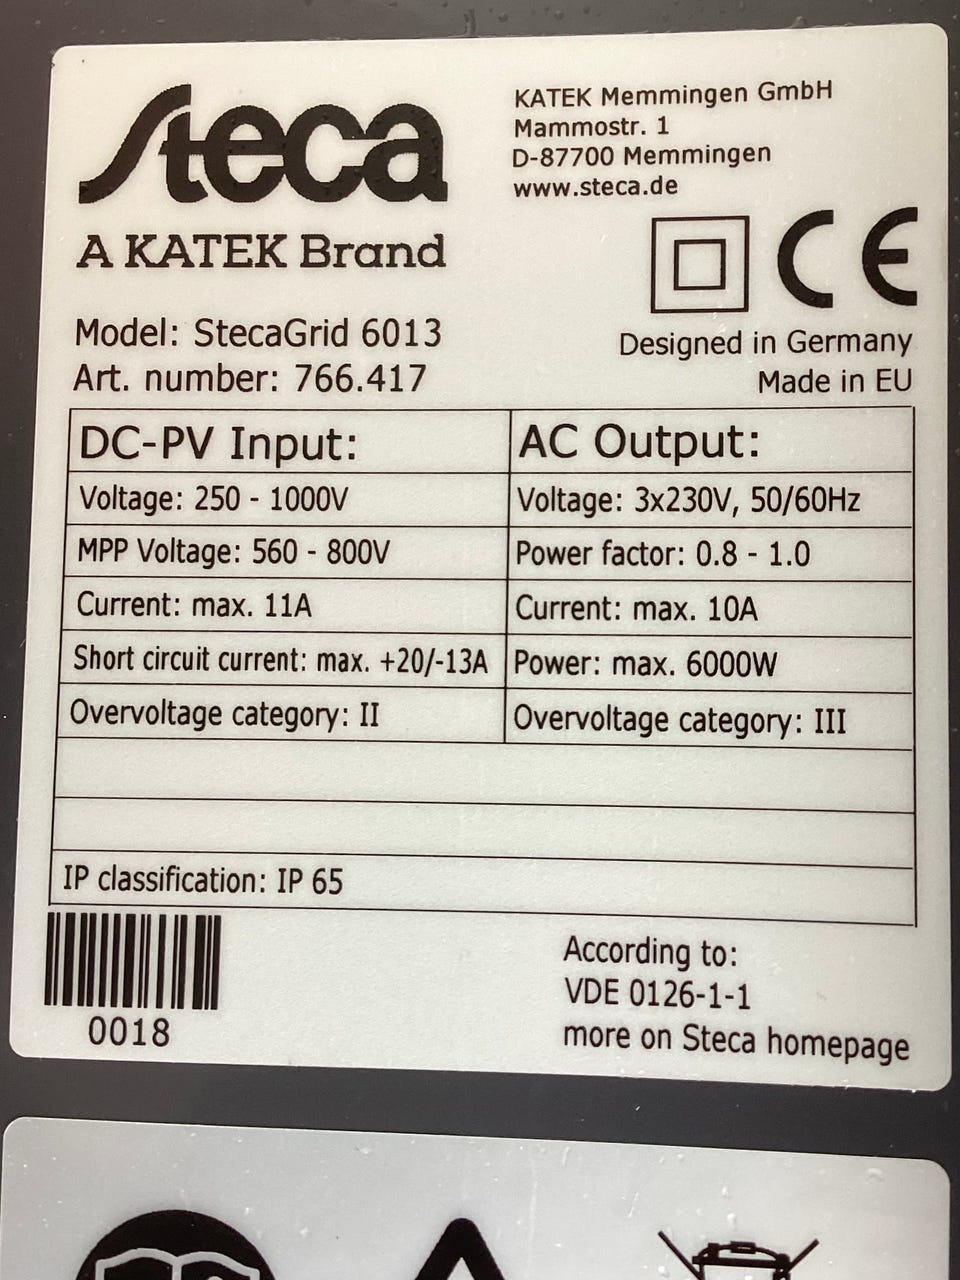 Steca
A KATEK Brand
KATEK Memmingen GmbH
Mammostr. 1
D-87700 Memmingen
www.steca.de
CE
Model: StecaGrid 6013
Art. number: 766.417
Designed in Germany
Made in EU
DC-PV Input:
Voltage: 250 - 1000V
MPP Voltage: 560 - 800V
Current: max. 11A
Short circuit current: max. +20/-13A
Overvoltage category: II
AC Output:
Voltage: 3x230V, 50/60Hz
Power factor: 0.8 - 1.0
Current: max. 10A
Power: max. 6000W
Overvoltage category: III
IP classification: IP 65
0018
According to:
VDE 0126-1-1
more on Steca homepage